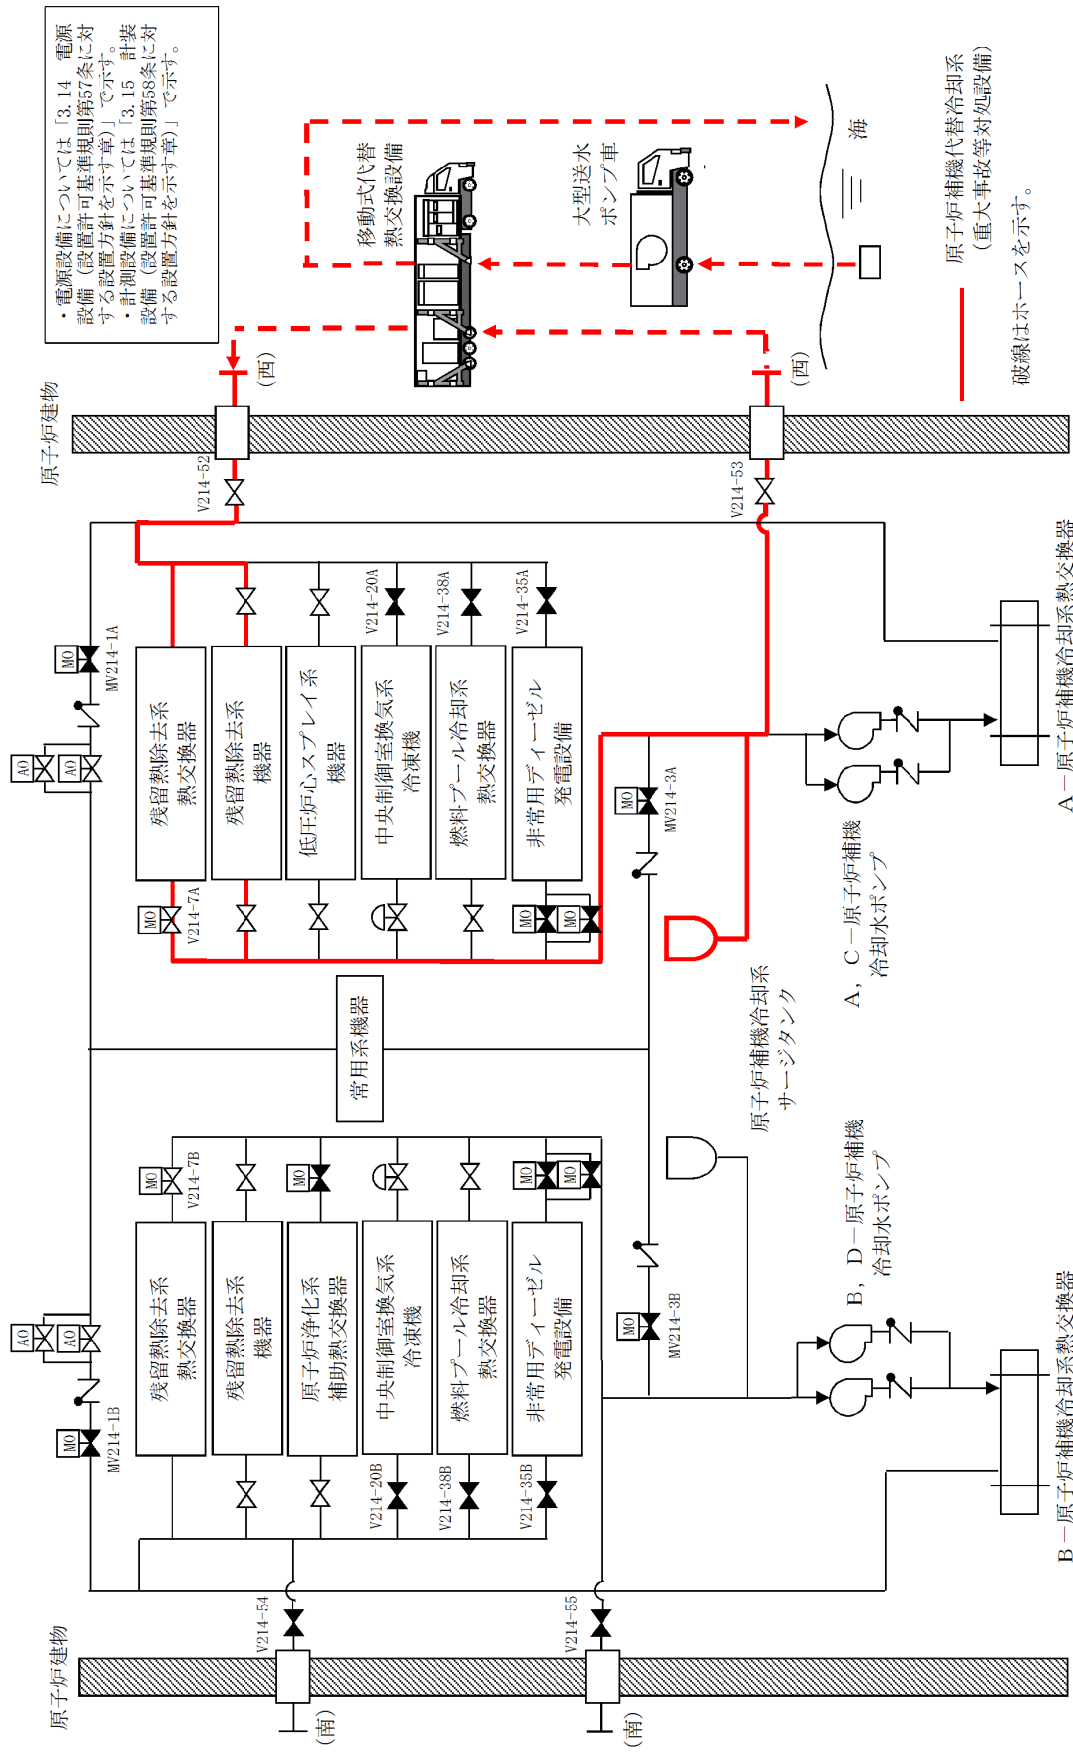 ・電源設備については「3.14　電源
設備（設置許可基準規則第57条に対
する設置方針を示す章）」で示す。
・計測設備については「3.15　計装
設備（設置許可基準規則第58条に対
する設置方針を示す章）」で示す。
原子炉建物
(西)
(西)
移動式代替
熱交換設備
大型送水
ポンプ車
海
原子炉補機代替冷却系
（重大事故等対処設備）
破線はホースを示す。
V214-52
V214-53
MO
MV214-1A
AO
AO
残留熱除去系
熱交換器
残留熱除去系
機器
低圧炉心スプレイ系
機器
中央制御室換気系
冷凍機
燃料プール冷却系
熱交換器
非常用ディーゼル
発電設備
V214-20A
V214-38A
V214-35A
MO
V214-7A
MO
MO
MO
MV214-3A
A，C－原子炉補機
冷却水ポンプ
A－原子炉補機冷却系熱交換器
常用系機器
原子炉補機冷却系
サージタンク
MO
V214-7B
MO
MO
MO
残留熱除去系
熱交換器
残留熱除去系
機器
原子炉浄化系
補助熱交換器
中央制御室換気系
冷凍機
燃料プール冷却系
熱交換器
非常用ディーゼル
発電設備
AO
AO
MO
MV214-1B
V214-20B
V214-38B
V214-35B
MO
MV214-3B
B，D－原子炉補機
冷却水ポンプ
B－原子炉補機冷却系熱交換器
原子炉建物
V214-54
V214-55
(南)
(南)